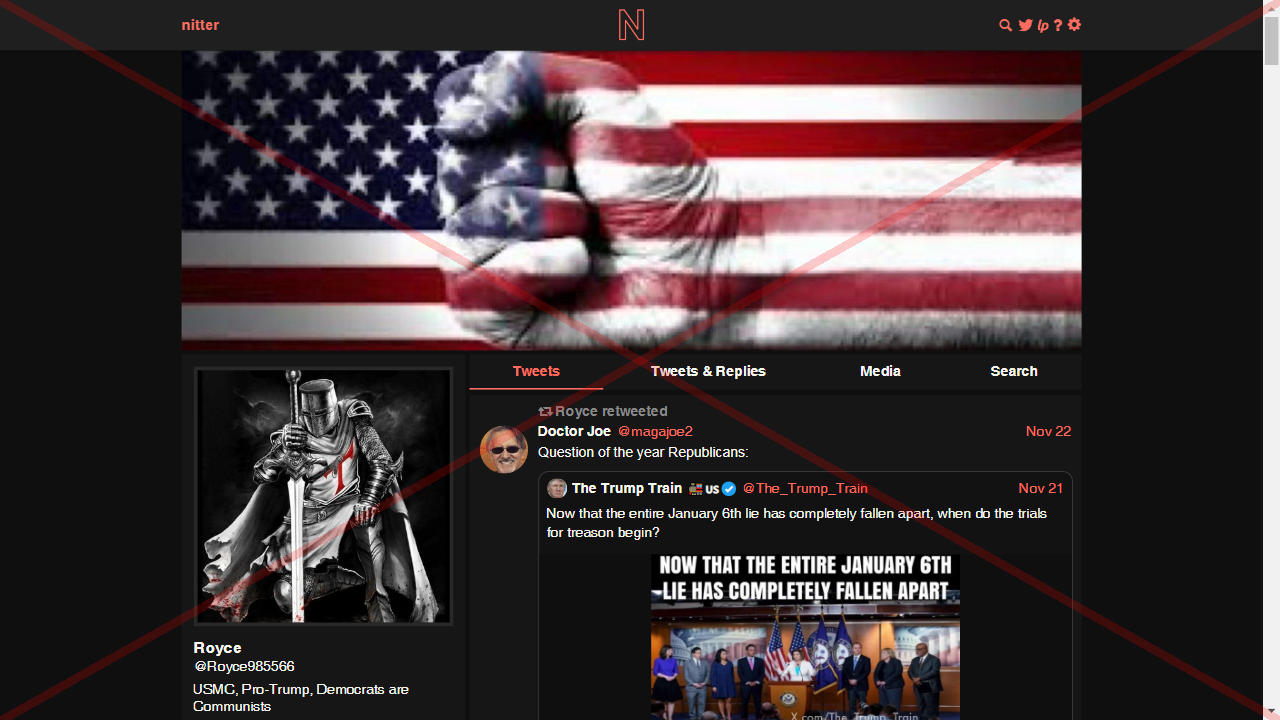 nitter
N
lp ?
Tweets
Tweets & Replies
Media
Search
Royce retweeted
Doctor Joe @magajoe2
Nov 22
Question of the year Republicans:
The Trump Train US @The_Trump_Train
Nov 21
Now that the entire January 6th lie has completely fallen apart, when do the trials
for treason begin?
NOW THAT THE ENTIRE JANUARY 6TH
LIE HAS COMPLETELY FALLEN APART
X.com/The_Trump_Train
Royce
@Royce985566
USMC, Pro-Trump, Democrats are
Communists